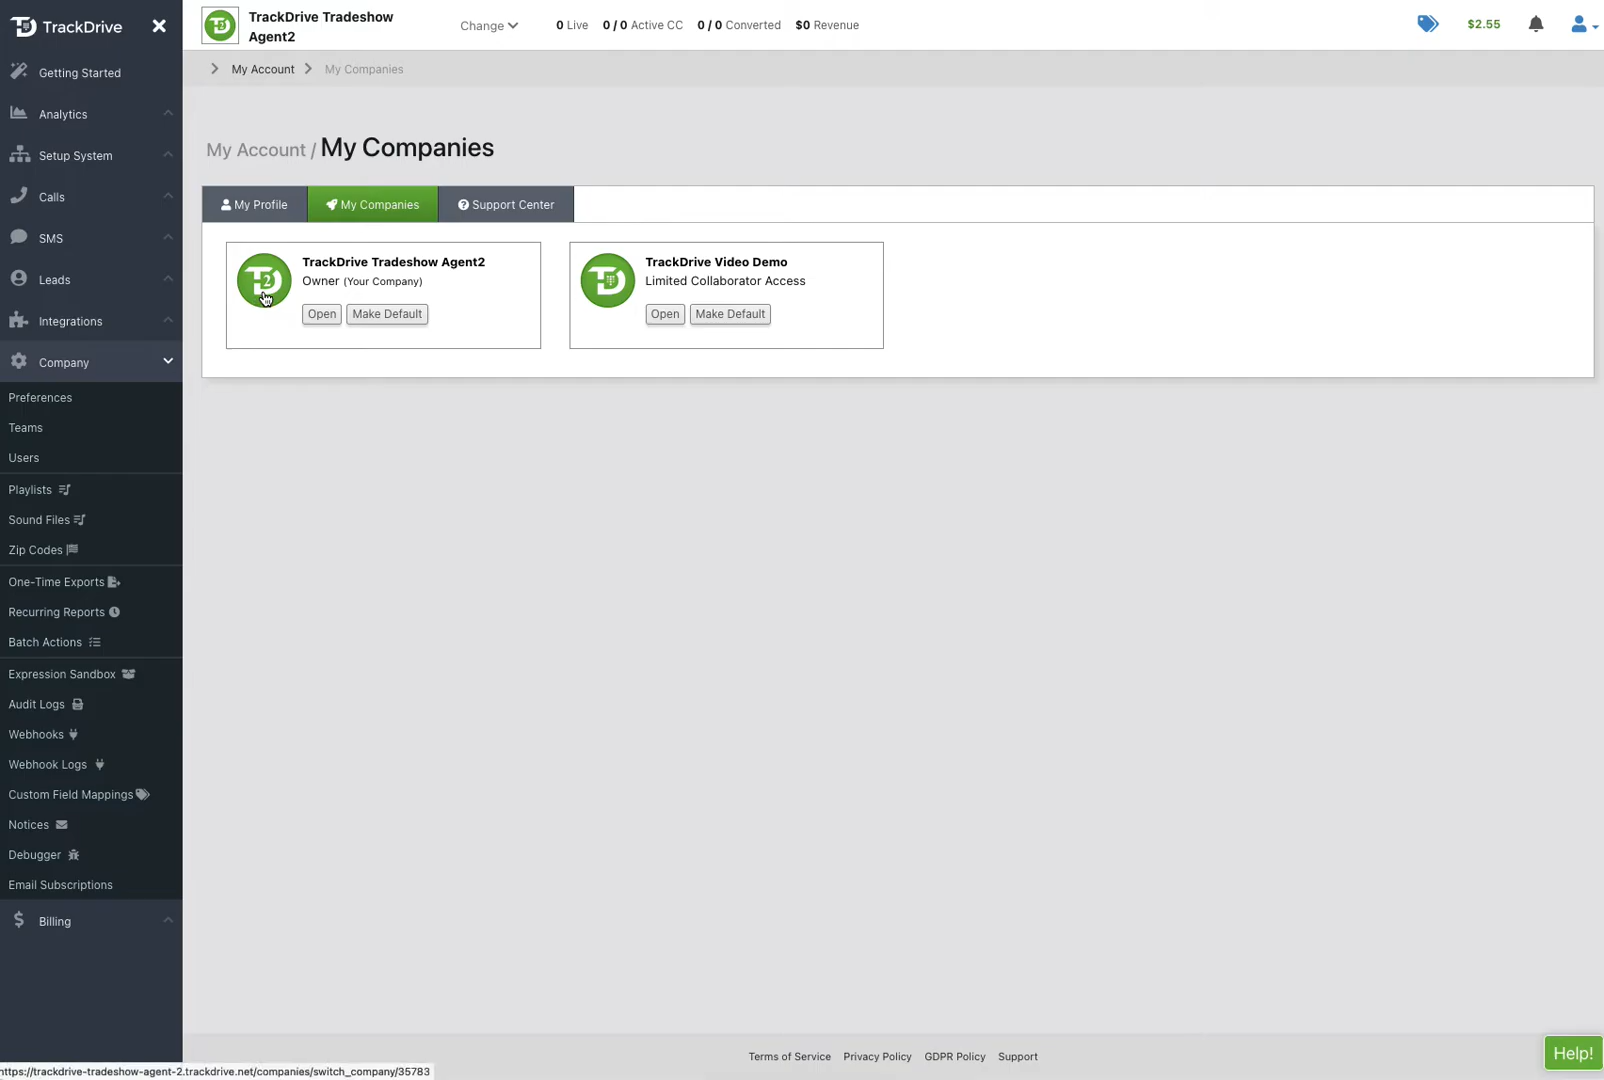 TrackDrive
TrackDrive Tradeshow
Agent2
Change
0 Live 0 / 0 Active CC 0 / 0 Converted $0 Revenue
$2.55
Getting Started
Analytics
Setup System
Calls
SMS
Leads
Integrations
Company
Preferences
Teams
Users
Playlists
Sound Files
Zip Codes
One-Time Exports
Recurring Reports
Batch Actions
Expression Sandbox
Audit Logs
Webhooks
Webhook Logs
Custom Field Mappings
Notices
Debugger
Email Subscriptions
Billing
My Account My Companies
My Account / My Companies
My Profile My Companies Support Center
TrackDrive Tradeshow Agent2
Owner (Your Company)
Open Make Default
TrackDrive Video Demo
Limited Collaborator Access
Open Make Default
Terms of Service Privacy Policy GDPR Policy Support
Help!
https://trackdrive-tradeshow-agent-2.trackdrive.net/companies/switch_company/35783